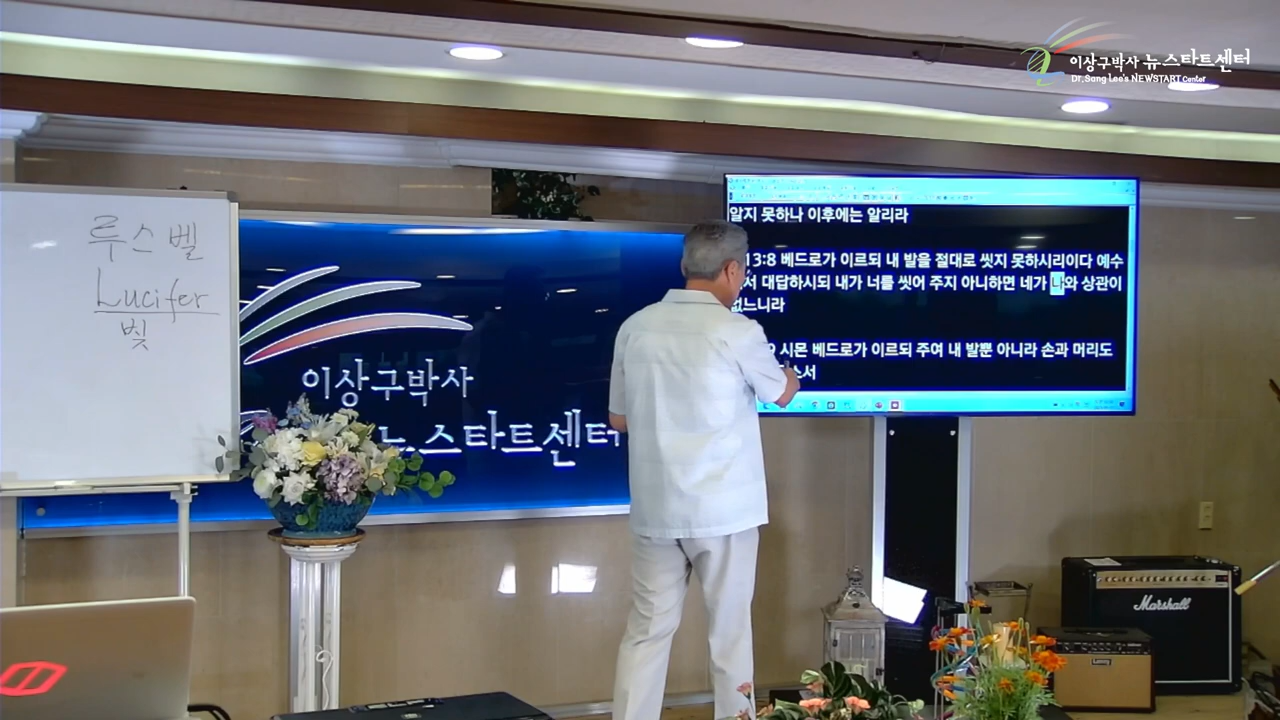 이상구박사 뉴스타트센터
Dr. Sang Lee's NEWSTART Center
루스벨
Lucifer
빛
이상구박사
뉴스타트센터
알지 못하나 이후에는 알리라
13:8 베드로가 이르되 내 발을 절대로 씻지 못하시리이다 예수
서 대답하시되 내가 너를 씻어 주지 아니하면 네가 나와 상관이
없느니라
시몬 베드로가 이르되 주여 내 발뿐 아니라 손과 머리도
소서
Marshall
Laney